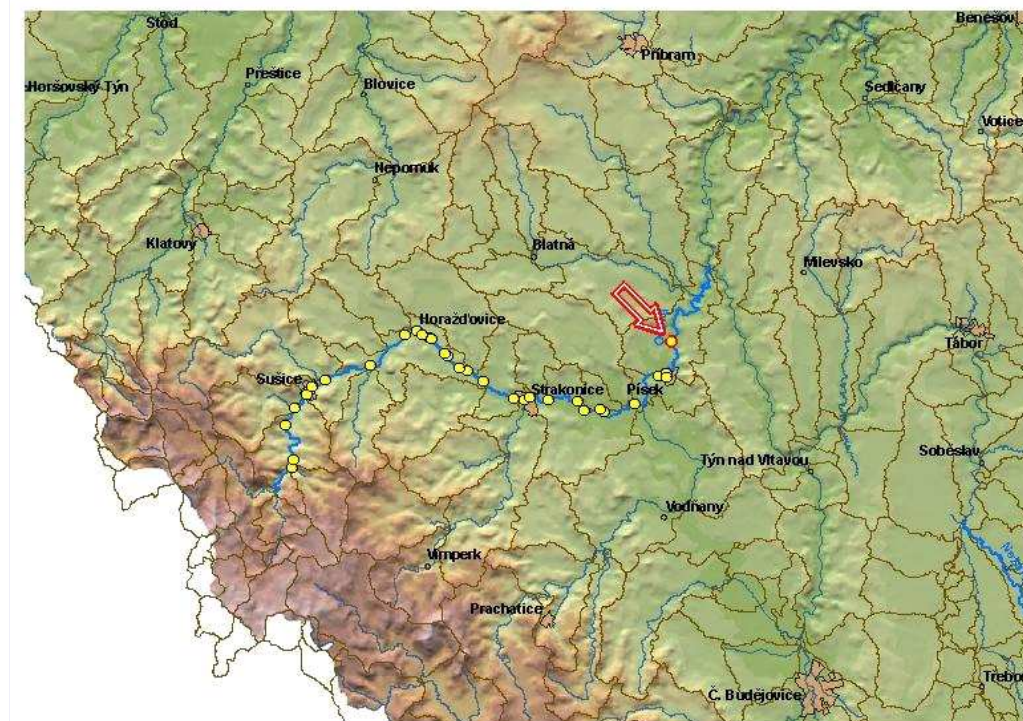 Stod
Benešov
Příbram
Přeštice
Horšovský Týn
Blovice
Sedlčany
Votice
Nepomuk
Klatovy
Blatná
Milevsko
Horažďovice
Tábor
Sušice
Strakonice
Písek
Týn nad Vltavou
Soběslav
Vodňany
Vimperk
Prachatice
Č. Budějovice
Třeboň